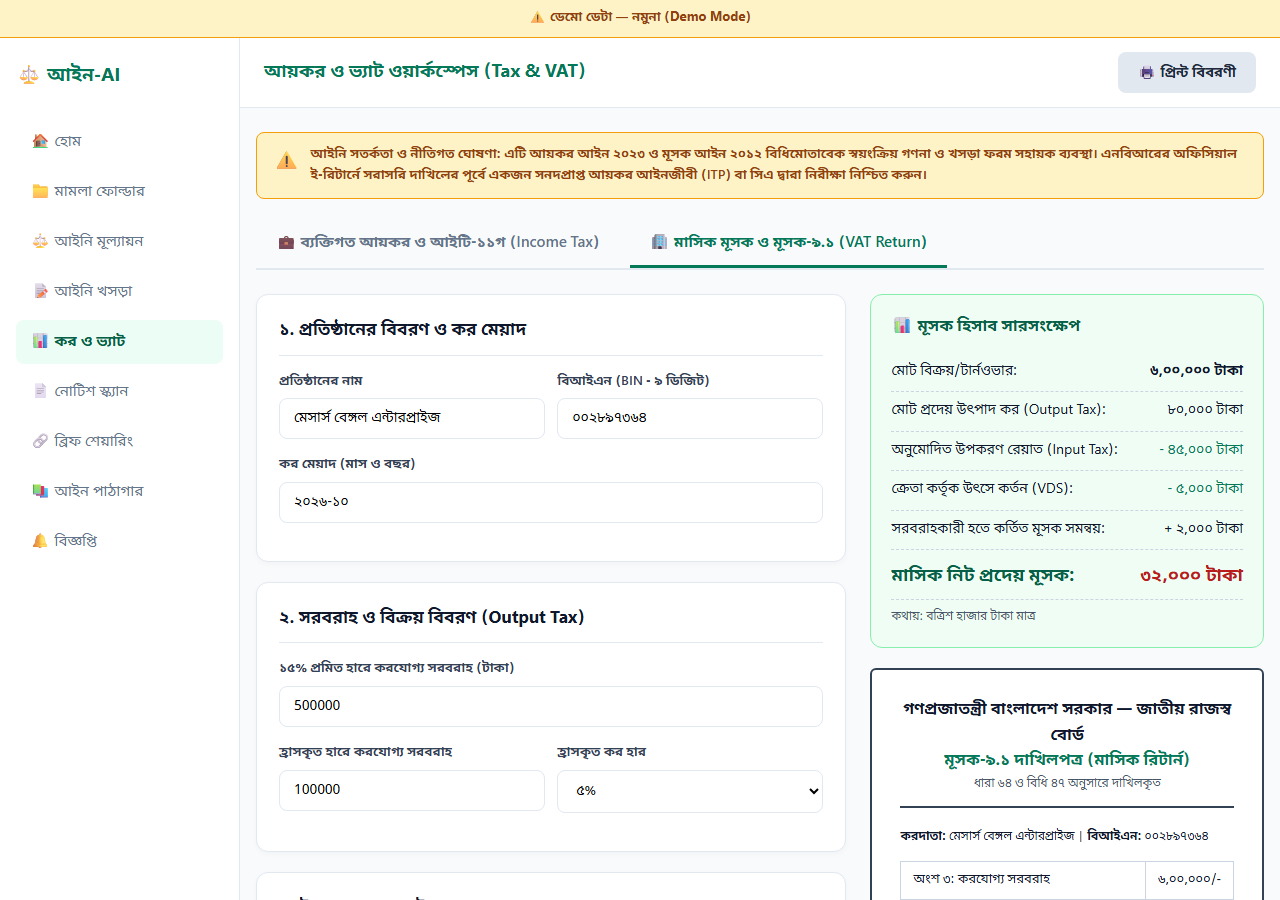 ⚠️ ডেমো ডেটা — নমুনা (Demo Mode)
⚖️ আইন-AI
🏠 হোম
📁 মামলা ফোল্ডার
⚖️ আইনি মূল্যায়ন
📝 আইনি খসড়া
📊 কর ও ভ্যাট
📄 নোটিশ স্ক্যান
🔗 ব্রিফ শেয়ারিং
📚 আইন পাঠাগার
🔔 বিজ্ঞপ্তি
আয়কর ও ভ্যাট ওয়ার্কস্পেস (Tax & VAT)
🖨️ প্রিন্ট বিবরণী
⚠️ আইনি সতর্কতা ও নীতিগত ঘোষণা: এটি আয়কর আইন ২০২৩ ও মূসক আইন ২০১২ বিধিমোতাবেক স্বয়ংক্রিয় গণনা ও খসড়া ফরম সহায়ক ব্যবস্থা। এনবিআরের অফিসিয়াল
ই-রিটার্নে সরাসরি দাখিলের পূর্বে একজন সনদপ্রাপ্ত আয়কর আইনজীবী (ITP) বা সিএ দ্বারা নিরীক্ষা নিশ্চিত করুন।
💼 ব্যক্তিগত আয়কর ও আইটি-১১গ (Income Tax)
🏢 মাসিক মূসক ও মূসক-৯.১ (VAT Return)
১. প্রতিষ্ঠানের বিবরণ ও কর মেয়াদ
প্রতিষ্ঠানের নাম
বিআইএন (BIN - ৯ ডিজিট)
মেসার্স বেঙ্গল এন্টারপ্রাইজ
০০২৮৯৭৩৬৪
কর মেয়াদ (মাস ও বছর)
২০২৬-১০
২. সরবরাহ ও বিক্রয় বিবরণ (Output Tax)
১৫% প্রমিত হারে করযোগ্য সরবরাহ (টাকা)
500000
হ্রাসকৃত হারে করযোগ্য সরবরাহ
হ্রাসকৃত কর হার
100000
৫%
📊 মূসক হিসাব সারসংক্ষেপ
মোট বিক্রয়/টার্নওভার: ৬,০০,০০০ টাকা
মোট প্রদেয় উৎপাদ কর (Output Tax): ৮০,০০০ টাকা
অনুমোদিত উপকরণ রেয়াত (Input Tax): - ৪৫,০০০ টাকা
ক্রেতা কর্তৃক উৎসে কর্তন (VDS): - ৫,০০০ টাকা
সরবরাহকারী হতে কর্তিত মূসক সমন্বয়: + ২,০০০ টাকা
মাসিক নিট প্রদেয় মূসক: ৩২,০০০ টাকা
কথায়: বত্রিশ হাজার টাকা মাত্র
গণপ্রজাতন্ত্রী বাংলাদেশ সরকার — জাতীয় রাজস্ব
বোর্ড
মূসক-৯.১ দাখিলপত্র (মাসিক রিটার্ন)
ধারা ৬৪ ও বিধি ৪৭ অনুসারে দাখিলকৃত
করদাতা: মেসার্স বেঙ্গল এন্টারপ্রাইজ | বিআইএন: ০০২৮৯৭৩৬৪
অংশ ৩: করযোগ্য সরবরাহ ৬,০০,০০০/-